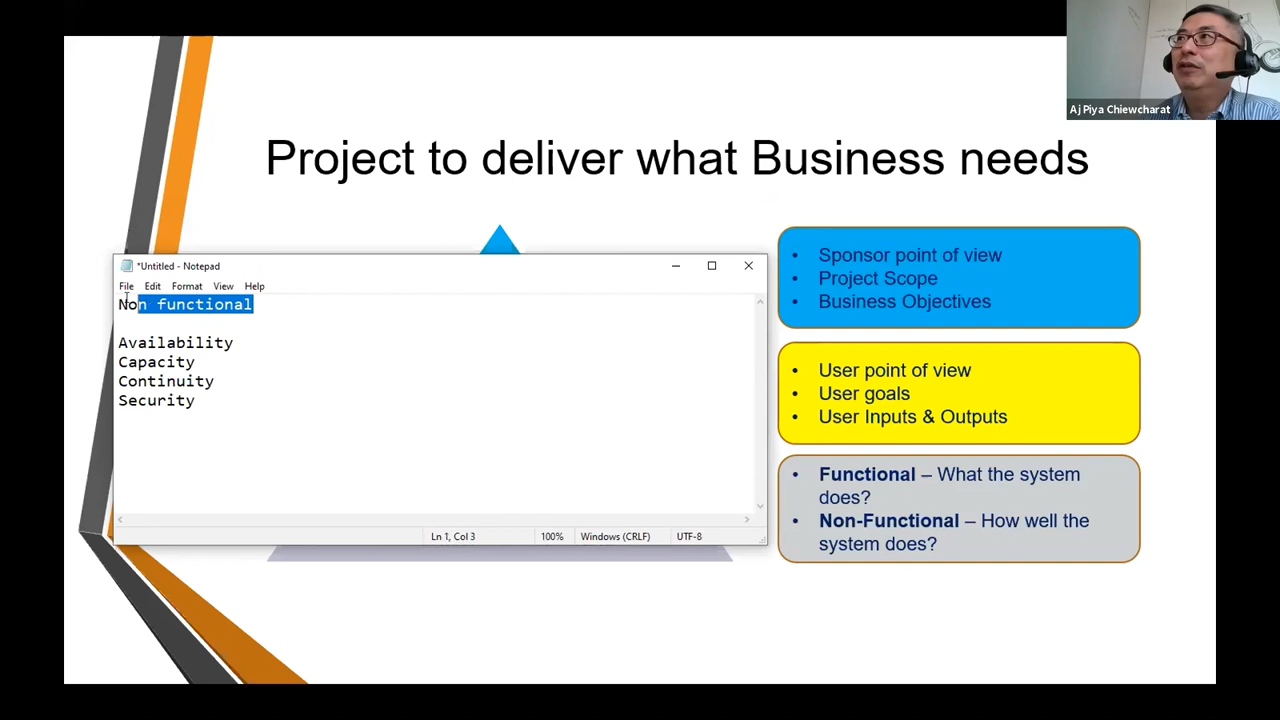 Aj Piya Chiewcharat
Project to deliver what Business needs
*Untitled - Notepad
File Edit Format View Help
Non functional
Availability
Capacity
Continuity
Security
Ln 1, Col 3 100% Windows (CRLF) UTF-8
• Sponsor point of view
• Project Scope
• Business Objectives
• User point of view
• User goals
• User Inputs & Outputs
• Functional – What the system
does?
• Non-Functional – How well the
system does?